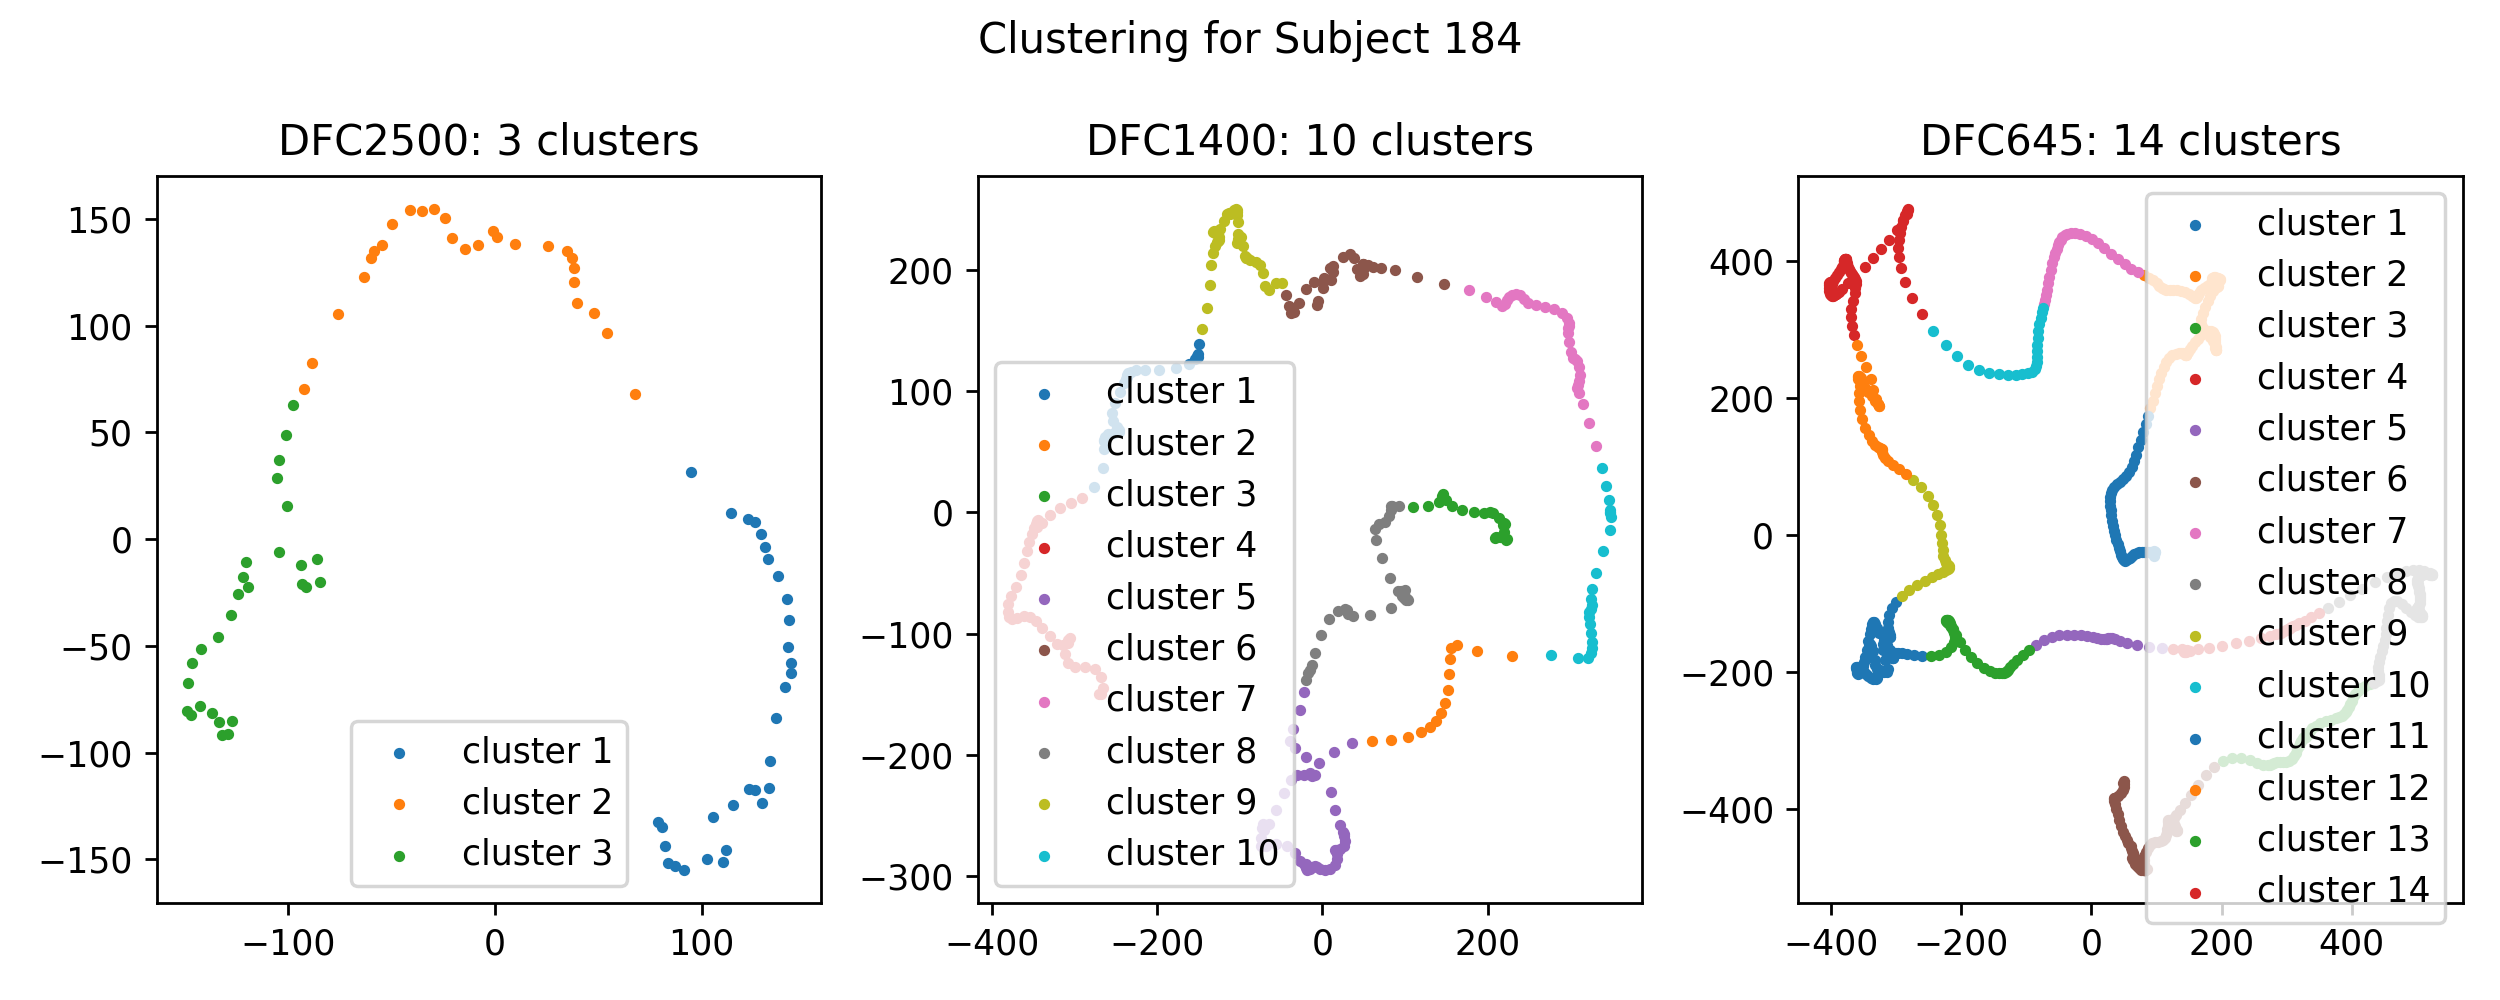 Clustering for Subject 184
DFC2500: 3 clusters
150
100
50
0
−50
−100
−150
−100
0
100
cluster 1
cluster 2
cluster 3
DFC1400: 10 clusters
200
100
0
−100
−200
−300
−400
−200
0
200
cluster 1
cluster 2
cluster 3
cluster 4
cluster 5
cluster 6
cluster 7
cluster 8
cluster 9
cluster 10
DFC645: 14 clusters
400
200
0
−200
−400
−400
−200
0
200
400
cluster 1
cluster 2
cluster 3
cluster 4
cluster 5
cluster 6
cluster 7
cluster 8
cluster 9
cluster 10
cluster 11
cluster 12
cluster 13
cluster 14